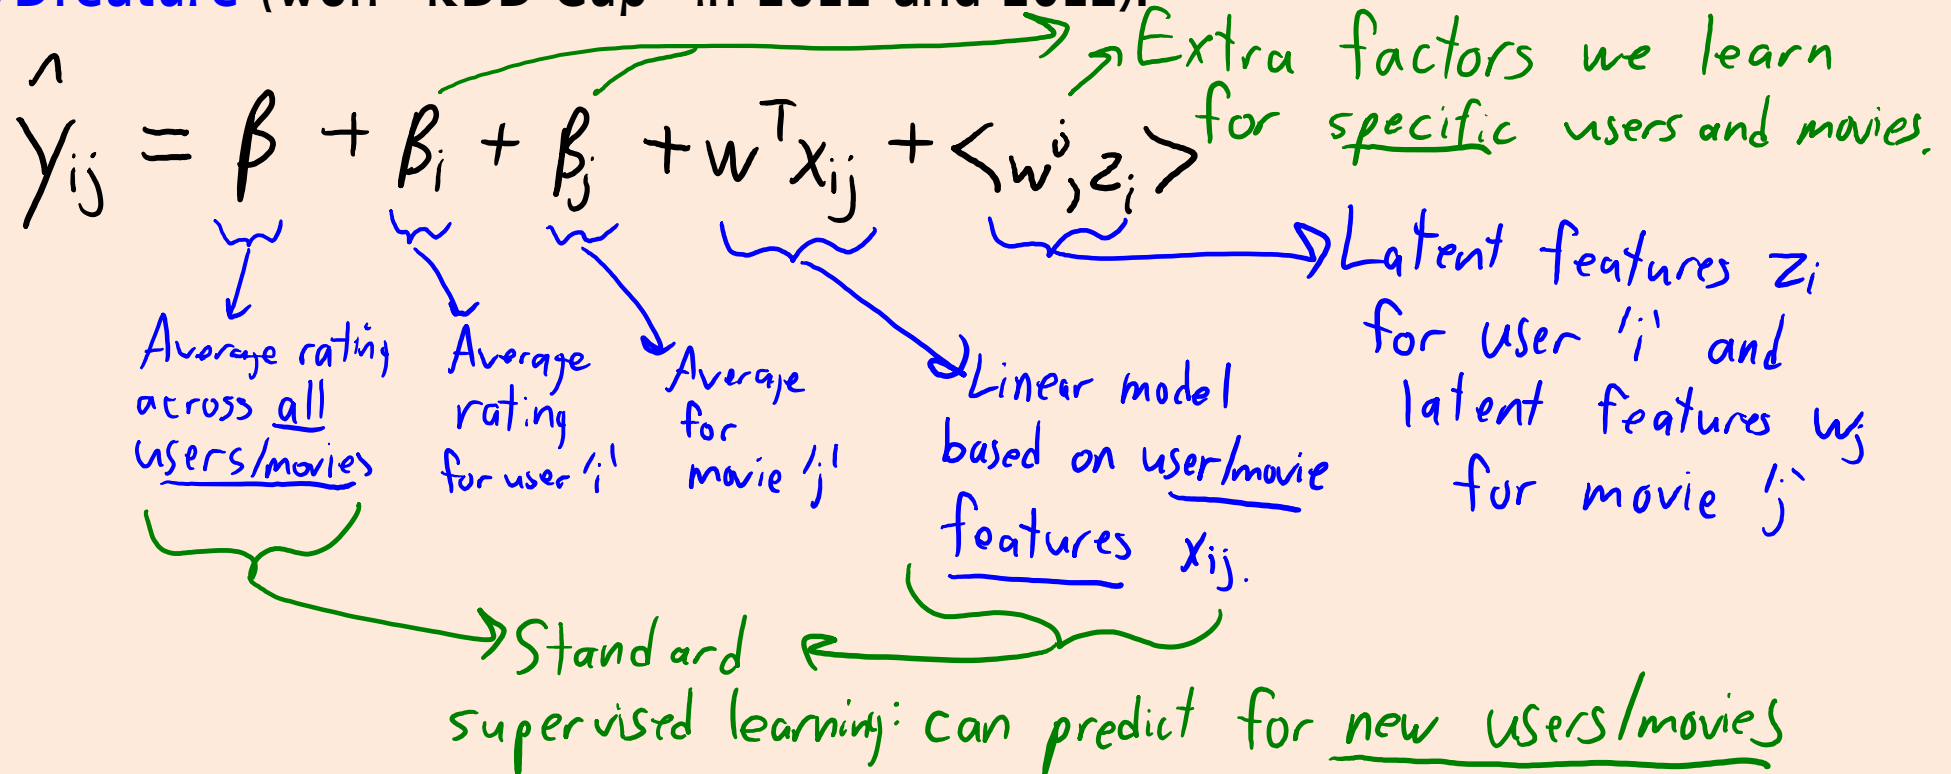 ŷij = β + βi + βj + wᵀxij + <wʲ, zi>
Extra factors we learn
for specific users and movies.
Average rating
across all
users/movies
Average
rating
for user 'i'
Average
for
movie 'j'
Linear model
based on user/movie
features xij.
Latent features zi
for user 'i' and
latent features wj
for movie 'j'
Standard
supervised learning: can predict for new users/movies